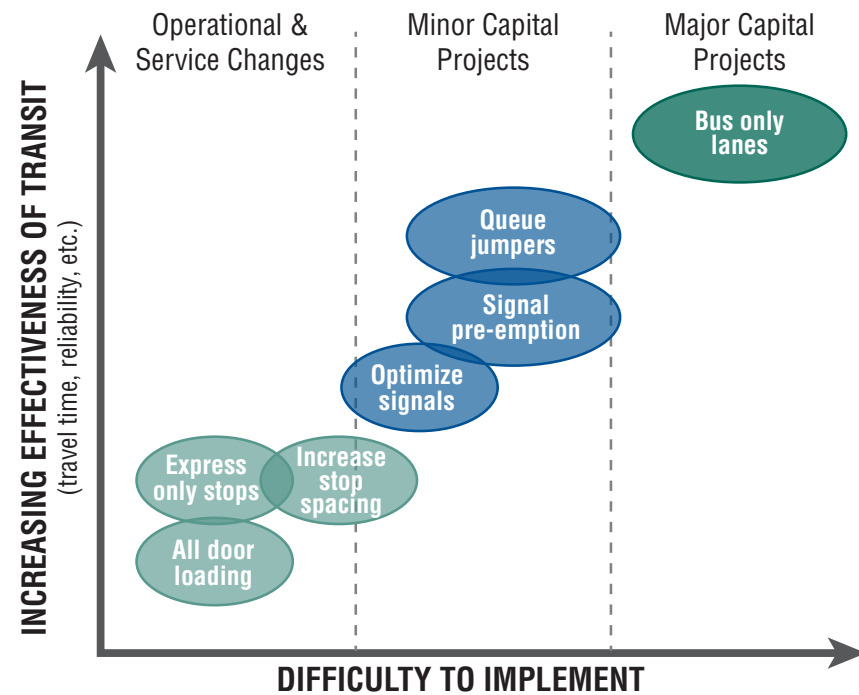 Operational &
Service Changes
Minor Capital
Projects
Major Capital
Projects
INCREASING EFFECTIVENESS OF TRANSIT
(travel time, reliability, etc.)
Bus only
lanes
Queue
jumpers
Signal
pre-emption
Optimize
signals
Express
only stops
Increase
stop
spacing
All door
loading
DIFFICULTY TO IMPLEMENT